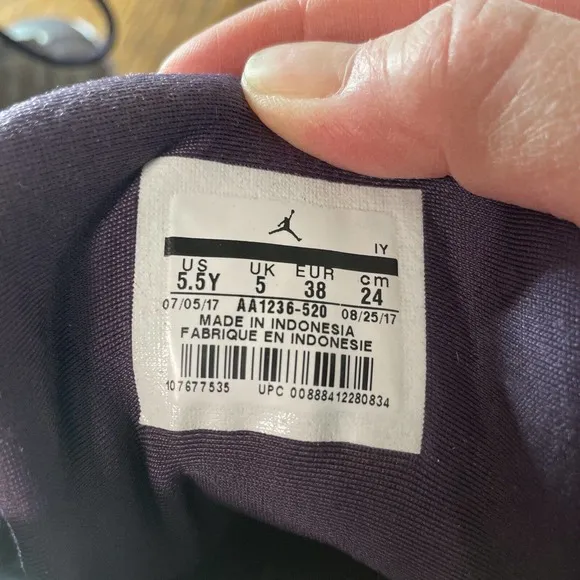 IY
US UK EUR cm
5.5Y 5 38 24
07/05/17 AA1236-520 08/25/17
MADE IN INDONESIA
FABRIQUE EN INDONESIE
107677535 UPC 00888412280834